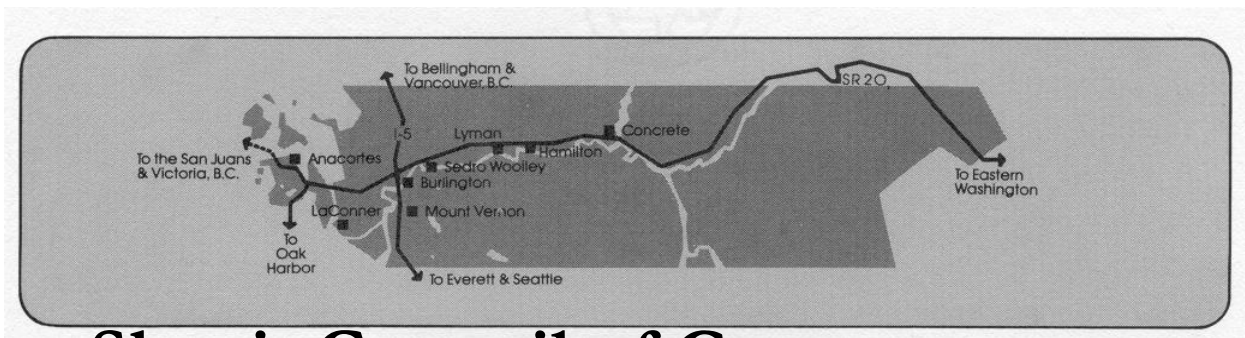 To Bellingham &
Vancouver, B.C.
SR 20,
I-5
Lyman
Concrete
Hamilton
To the San Juans
& Victoria, B.C.
Anacortes
Sedro Woolley
To Eastern
Washington
Burlington
LaConner
Mount Vernon
To
Oak
Harbor
To Everett & Seattle